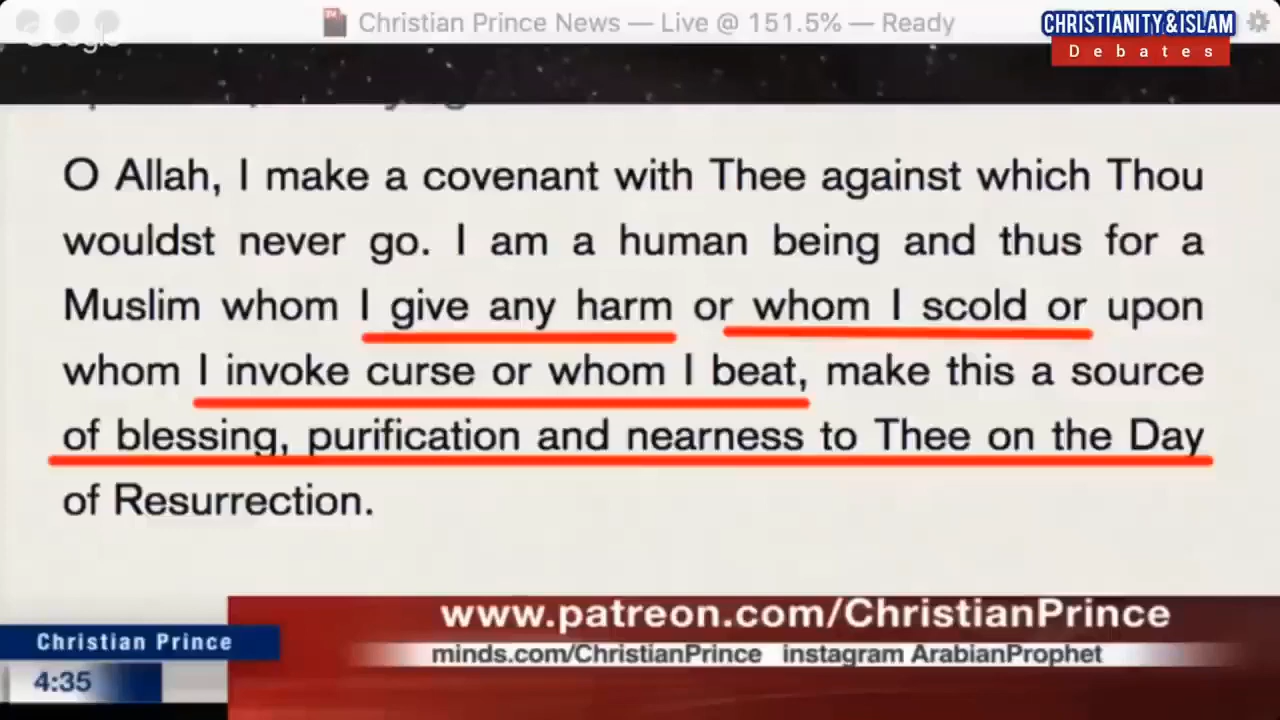 Christian Prince News — Live @ 151.5% — Ready
CHRISTIANITY&ISLAM
Debates
Google
O Allah, I make a covenant with Thee against which Thou
wouldst never go. I am a human being and thus for a
Muslim whom I give any harm or whom I scold or upon
whom I invoke curse or whom I beat, make this a source
of blessing, purification and nearness to Thee on the Day
of Resurrection.
www.patreon.com/ChristianPrince
Christian Prince
minds.com/ChristianPrince instagram ArabianProphet
4:35